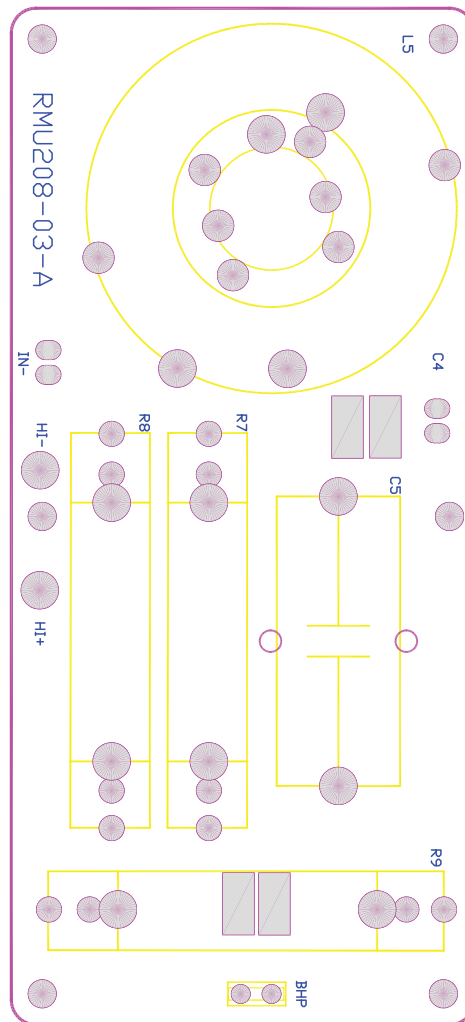 L5
RMU208-03-A
IN-
C4
HI-
R8
R7
C5
HI+
R9
BHP